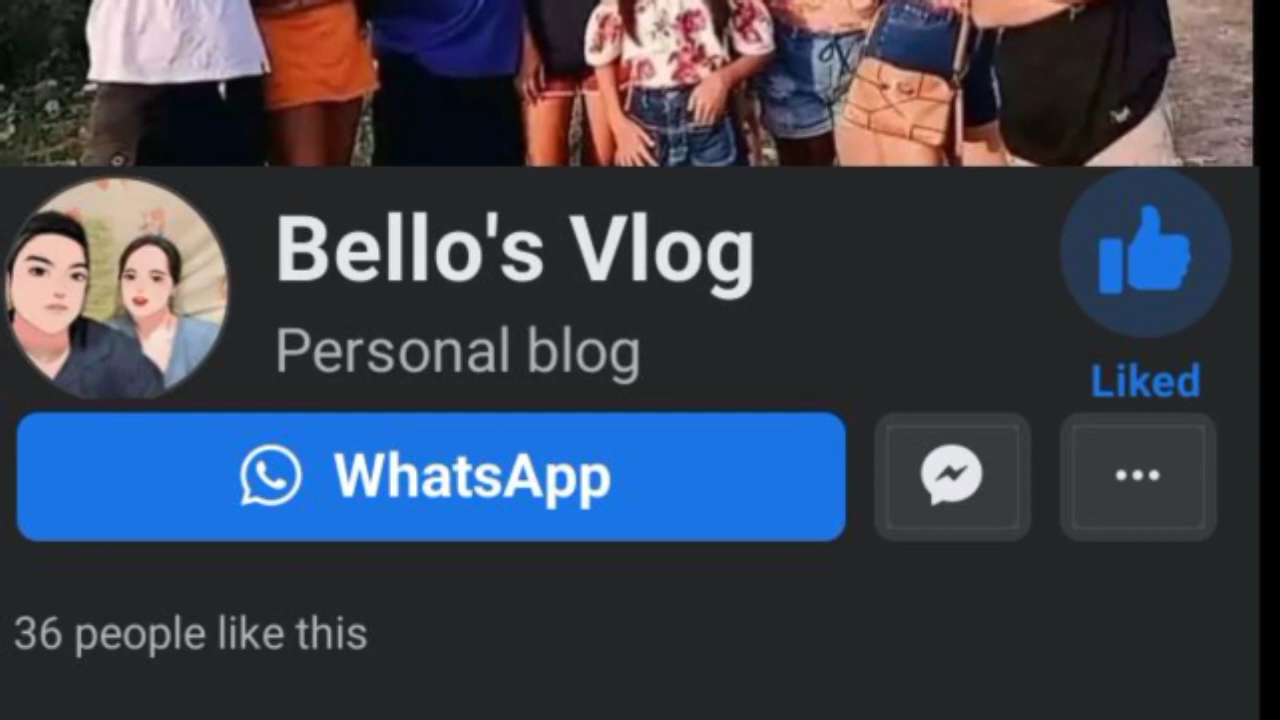 Bello's Vlog
Personal blog
Liked
WhatsApp
36 people like this